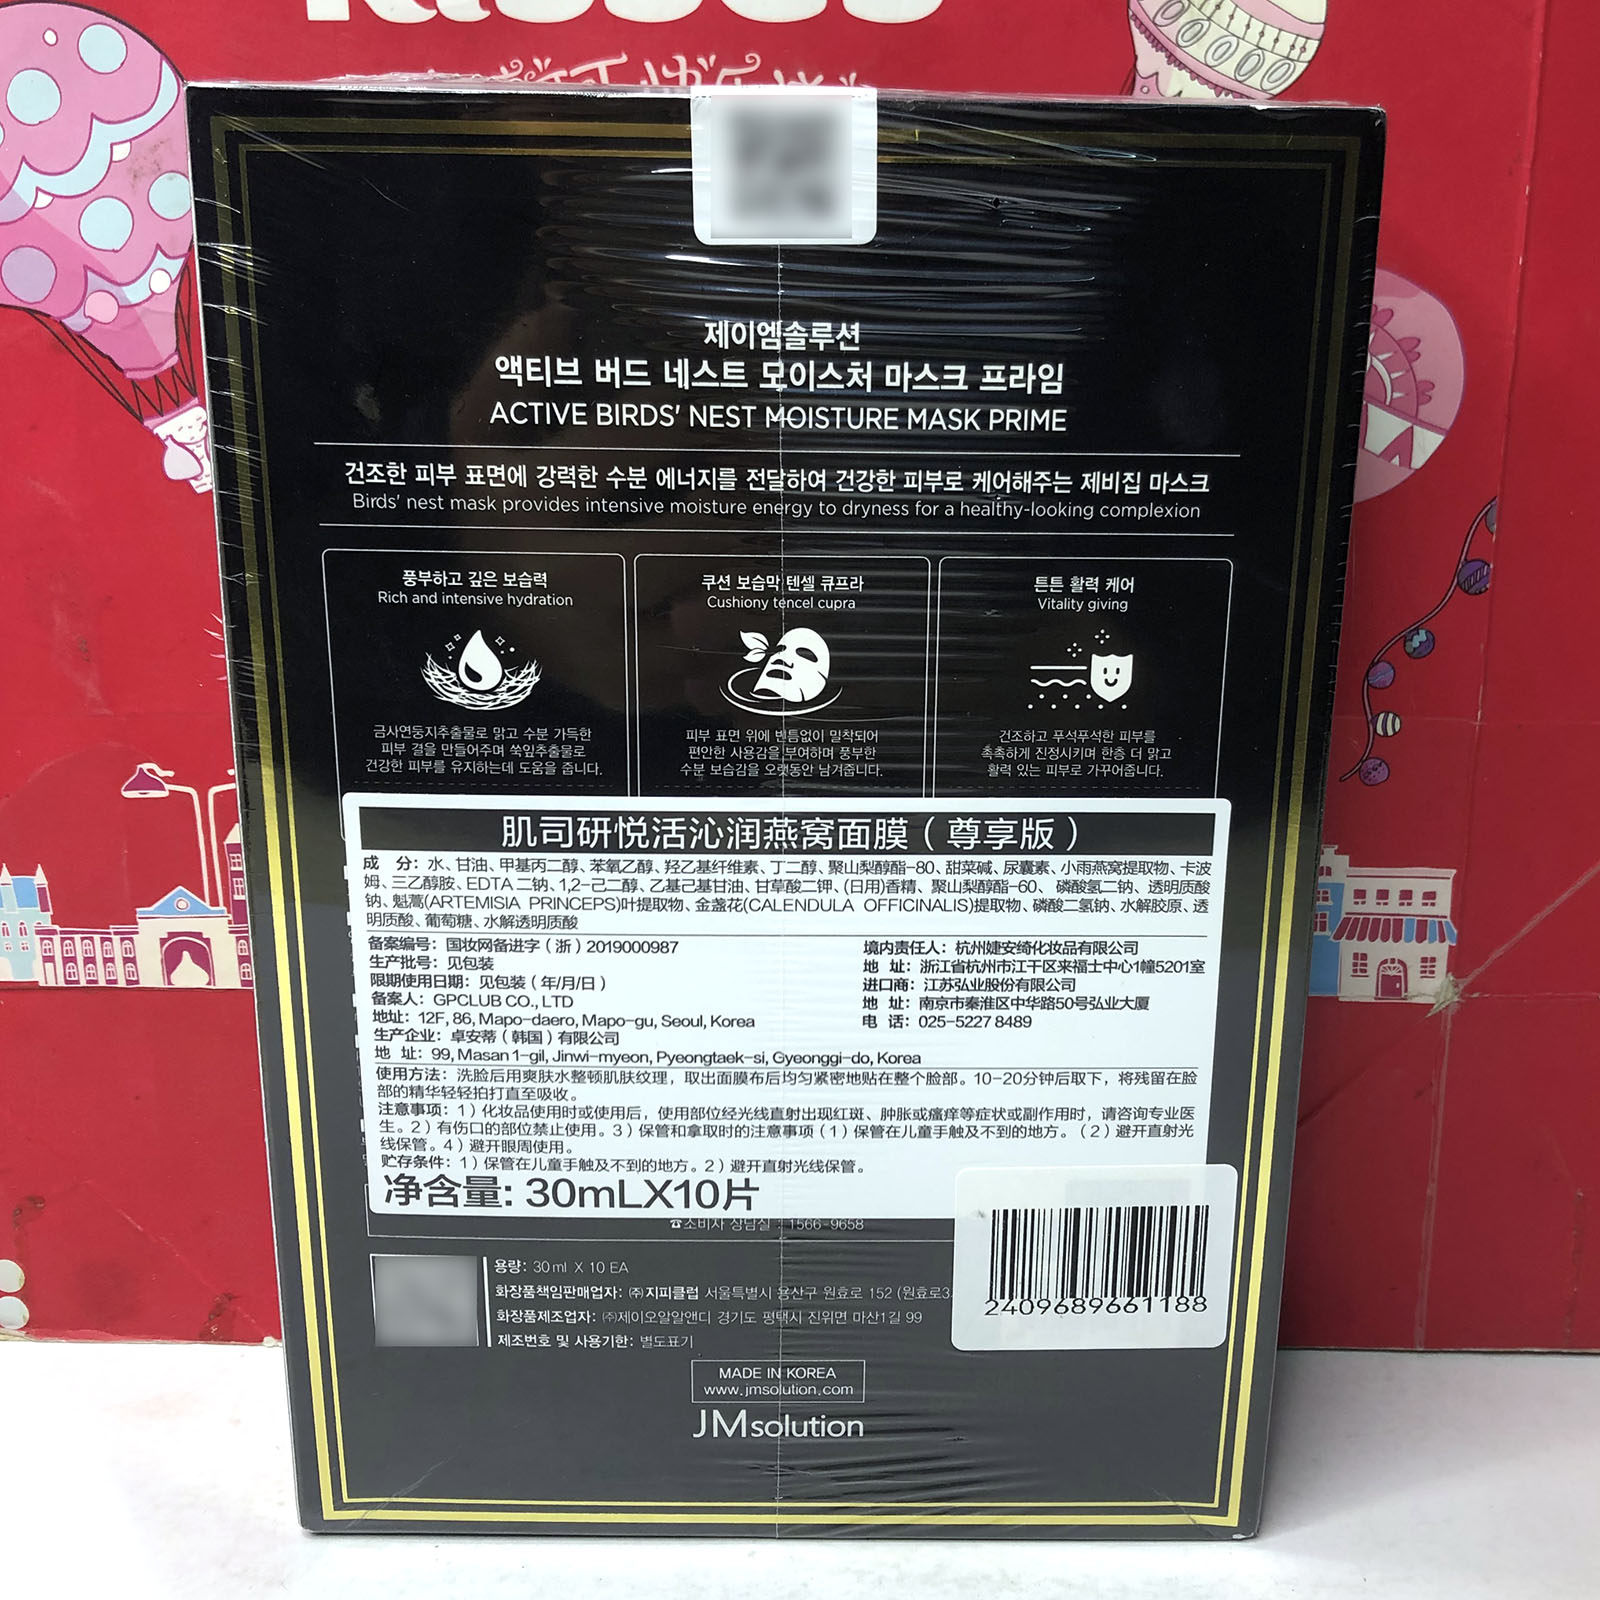 제이엠솔루션
액티브 버드 네스트 모이스처 마스크 프라임
ACTIVE BIRDS' NEST MOISTURE MASK PRIME
건조한 피부 표면에 강력한 수분 에너지를 전달하여 건강한 피부로 케어해주는 제비집 마스크
Birds' nest mask provides intensive moisture energy to dryness for a healthy-looking complexion
풍부하고 깊은 보습력
Rich and intensive hydration
금사연둥지추출물로 맑고 수분 가득한
피부 결을 만들어주며 쑥잎추출물로
건강한 피부를 유지하는데 도움을 줍니다.
쿠션 보습막 텐셀 큐프라
Cushiony tencel cupra
피부 표면 위에 빈틈없이 밀착되어
편안한 사용감을 부여하며 풍부한
수분 보습감을 오랫동안 남겨줍니다.
튼튼 활력 케어
Vitality giving
건조하고 푸석푸석한 피부를
촉촉하게 진정시키며 한층 더 맑고
활력 있는 피부로 가꾸어줍니다.
肌司研悦活沁润燕窝面膜（尊享版）
成 分：水、甘油、甲基丙二醇、苯氧乙醇、羟乙基纤维素、丁二醇、聚山梨醇酯-80、甜菜碱、尿囊素、小雨燕窝提取物、卡波
姆、三乙醇胺、EDTA 二钠、1,2-己二醇、乙基己基甘油、甘草酸二钾、(日用)香精、聚山梨醇酯-60、磷酸氢二钠、透明质酸
钠、魁蒿(ARTEMISIA PRINCEPS)叶提取物、金盏花(CALENDULA OFFICINALIS)提取物、磷酸二氢钠、水解胶原、透
明质酸、葡萄糖、水解透明质酸
备案编号：国妆网备进字（浙）2019000987
生产批号：见包装
限期使用日期：见包装（年/月/日）
备案人：GPCLUB CO., LTD
地址：12F, 86, Mapo-daero, Mapo-gu, Seoul, Korea
生产企业：卓安蒂（韩国）有限公司
地 址：99, Masan 1-gil, Jinwi-myeon, Pyeongtaek-si, Gyeonggi-do, Korea
境内责任人：杭州婕安绮化妆品有限公司
地 址：浙江省杭州市江干区来福士中心1幢5201室
进口商：江苏弘业股份有限公司
地 址：南京市秦淮区中华路50号弘业大厦
电 话：025-5227 8489
使用方法：洗脸后用爽肤水整顿肌肤纹理，取出面膜布后均匀紧密地贴在整个脸部。10-20分钟后取下，将残留在脸
部的精华轻轻拍打直至吸收。
注意事项：1）化妆品使用时或使用后，使用部位经光线直射出现红斑、肿胀或瘙痒等症状或副作用时，请咨询专业医
生。2）有伤口的部位禁止使用。3）保管和拿取时的注意事项（1）保管在儿童手触及不到的地方。（2）避开直射光
线保管。4）避开眼周使用。
贮存条件：1）保管在儿童手触及不到的地方。2）避开直射光线保管。
净含量：30mLX10片
☎소비자 상담실 : 1566-9658
용량: 30ml X 10 EA
화장품책임판매업자: ㈜지피클럽 서울특별시 용산구 원효로 152 (원효로3
화장품제조업자: ㈜제이오알앤디 경기도 평택시 진위면 마산1길 99
제조번호 및 사용기한: 별도표기
2409689661188
MADE IN KOREA
www.jmsolution.com
JMsolution